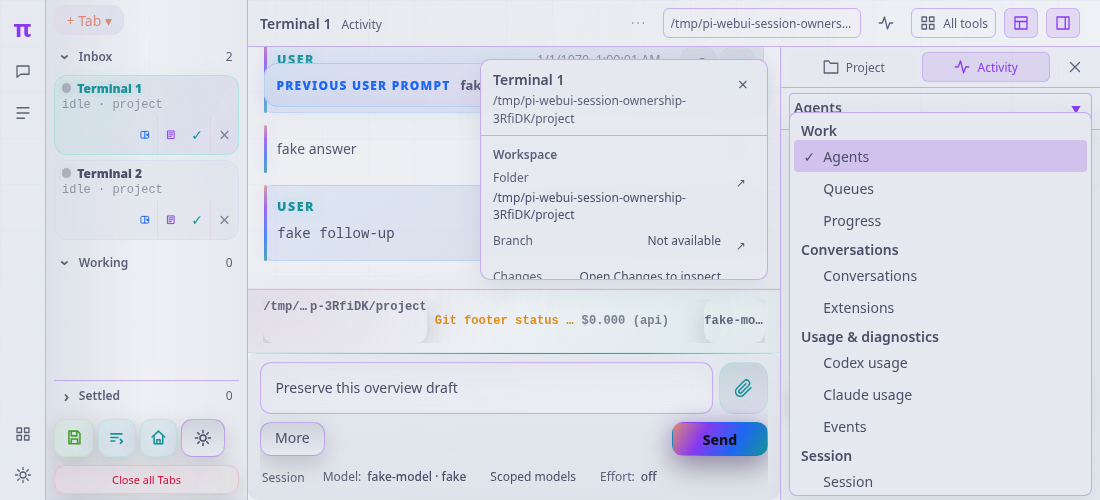 π
+ Tab ▾
Inbox 2
Terminal 1
idle · project
Terminal 2
idle · project
Working 0
Settled 0
Close all Tabs
Terminal 1 Activity
···
/tmp/pi-webui-session-owners...
All tools
USER
PREVIOUS USER PROMPT fak
fake answer
USER
fake follow-up
Terminal 1
/tmp/pi-webui-session-ownership-
3RfiDK/project
Workspace
Folder
/tmp/pi-webui-session-ownership-
3RfiDK/project
Branch Not available
Changes Open Changes to inspect
/tmp/…p-3RfiDK/project
Git footer status … $0.000 (api)
fake-mo…
Preserve this overview draft
More
Send
Session Model: fake-model · fake Scoped models Effort: off
Project
Activity
Agents
Work
✓ Agents
Queues
Progress
Conversations
Conversations
Extensions
Usage & diagnostics
Codex usage
Claude usage
Events
Session
Session